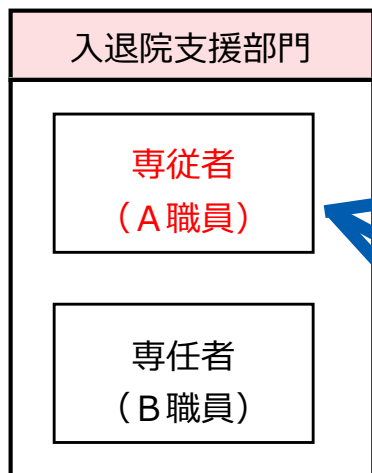 入退院支援部門
専従者
（A職員）
専任者
（B職員）